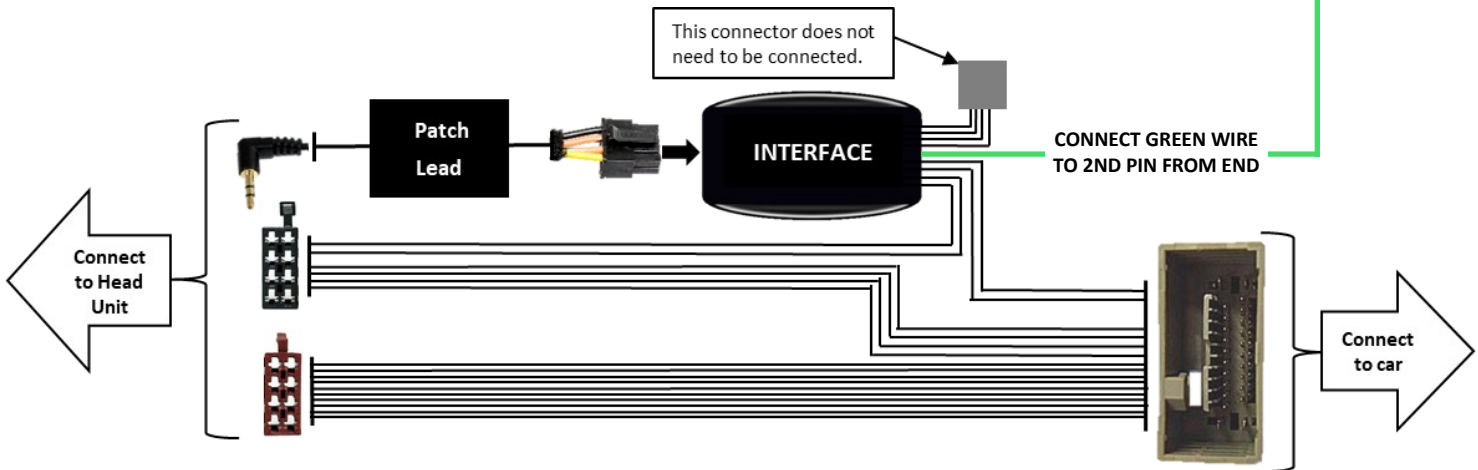 This connector does not
need to be connected.
Patch
Lead
INTERFACE
CONNECT GREEN WIRE
TO 2ND PIN FROM END
Connect
to Head
Unit
Connect
to car